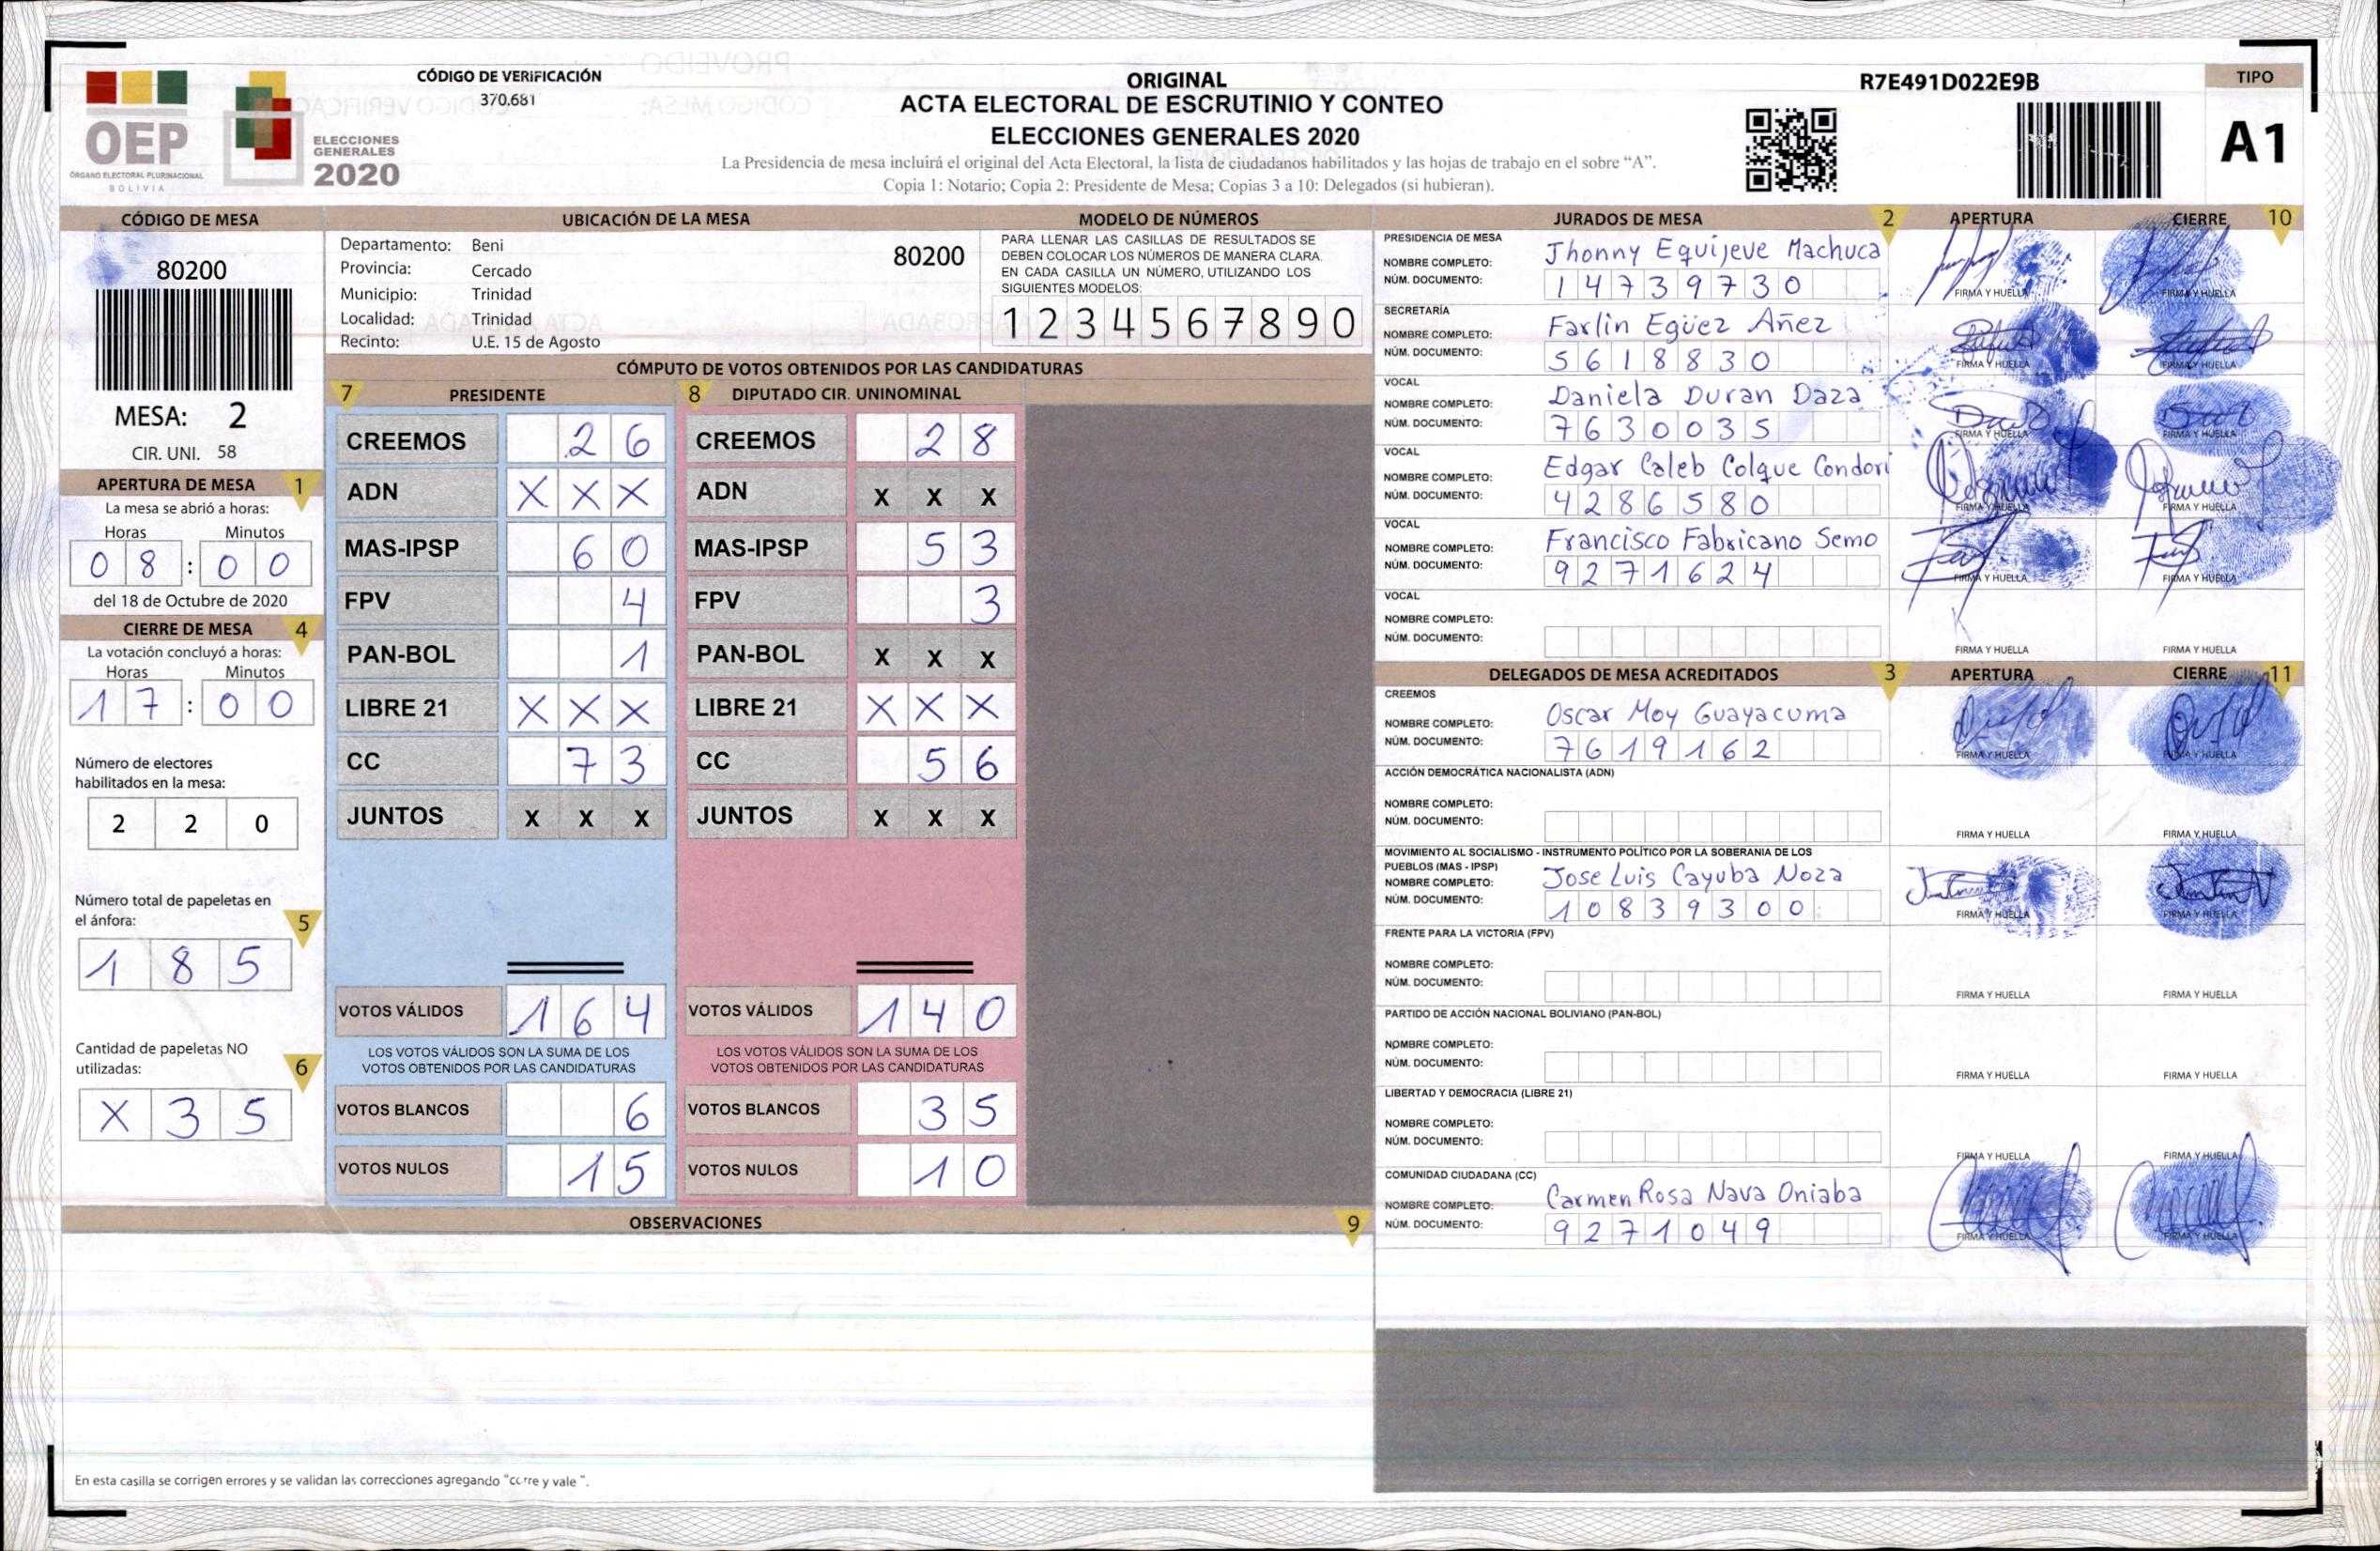 CÓDIGO DE VERIFICACIÓN
370.681
OEP
ÓRGANO ELECTORAL PLURINACIONAL
BOLIVIA
ELECCIONES
GENERALES
2020
ORIGINAL
ACTA ELECTORAL DE ESCRUTINIO Y CONTEO
ELECCIONES GENERALES 2020
La Presidencia de mesa incluirá el original del Acta Electoral, la lista de ciudadanos habilitados y las hojas de trabajo en el sobre “A”.
Copia 1: Notario; Copia 2: Presidente de Mesa; Copias 3 a 10: Delegados (si hubieran).
R7E491D022E9B
TIPO
A1
CÓDIGO DE MESA
80200
MESA: 2
CIR. UNI. 58
APERTURA DE MESA 1
La mesa se abrió a horas:
Horas Minutos
08:00
del 18 de Octubre de 2020
CIERRE DE MESA 4
La votación concluyó a horas:
Horas Minutos
17:00
Número de electores
habilitados en la mesa:
2 2 0
Número total de papeletas en
el ánfora: 5
1 8 5
Cantidad de papeletas NO
utilizadas: 6
X 3 5
UBICACIÓN DE LA MESA
Departamento: Beni 80200
Provincia: Cercado
Municipio: Trinidad
Localidad: Trinidad
Recinto: U.E. 15 de Agosto
MODELO DE NÚMEROS
PARA LLENAR LAS CASILLAS DE RESULTADOS SE
DEBEN COLOCAR LOS NÚMEROS DE MANERA CLARA.
EN CADA CASILLA UN NÚMERO, UTILIZANDO LOS
SIGUIENTES MODELOS:
1 2 3 4 5 6 7 8 9 0
CÓMPUTO DE VOTOS OBTENIDOS POR LAS CANDIDATURAS
7 PRESIDENTE
CREEMOS 2 6
ADN X X X
MAS-IPSP 6 0
FPV 4
PAN-BOL 1
LIBRE 21 X X X
CC 7 3
JUNTOS X X X
VOTOS VÁLIDOS 1 6 4
LOS VOTOS VÁLIDOS SON LA SUMA DE LOS
VOTOS OBTENIDOS POR LAS CANDIDATURAS
VOTOS BLANCOS 6
VOTOS NULOS 1 5
8 DIPUTADO CIR. UNINOMINAL
CREEMOS 2 8
ADN X X X
MAS-IPSP 5 3
FPV 3
PAN-BOL X X X
LIBRE 21 X X X
CC 5 6
JUNTOS X X X
VOTOS VÁLIDOS 1 4 0
LOS VOTOS VÁLIDOS SON LA SUMA DE LOS
VOTOS OBTENIDOS POR LAS CANDIDATURAS
VOTOS BLANCOS 3 5
VOTOS NULOS 1 0
OBSERVACIONES 9
En esta casilla se corrigen errores y se validan las correcciones agregando "corre y vale ".
JURADOS DE MESA 2 APERTURA CIERRE 10
PRESIDENCIA DE MESA
NOMBRE COMPLETO: Jhonny Equijeve Machuca
NÚM. DOCUMENTO: 14739730
FIRMA Y HUELLA FIRMA Y HUELLA
SECRETARÍA
NOMBRE COMPLETO: Farlin Egüez Añez
NÚM. DOCUMENTO: 5618830
FIRMA Y HUELLA FIRMA Y HUELLA
VOCAL
NOMBRE COMPLETO: Daniela Duran Daza
NÚM. DOCUMENTO: 7630035
FIRMA Y HUELLA FIRMA Y HUELLA
VOCAL
NOMBRE COMPLETO: Edgar Caleb Colque Condori
NÚM. DOCUMENTO: 4286580
FIRMA Y HUELLA FIRMA Y HUELLA
VOCAL
NOMBRE COMPLETO: Francisco Fabricano Semo
NÚM. DOCUMENTO: 9271624
FIRMA Y HUELLA FIRMA Y HUELLA
VOCAL
NOMBRE COMPLETO:
NÚM. DOCUMENTO:
FIRMA Y HUELLA FIRMA Y HUELLA
DELEGADOS DE MESA ACREDITADOS 3 APERTURA CIERRE 11
CREEMOS
NOMBRE COMPLETO: Oscar Moy Guayacuma
NÚM. DOCUMENTO: 7619162
FIRMA Y HUELLA FIRMA Y HUELLA
ACCIÓN DEMOCRÁTICA NACIONALISTA (ADN)
NOMBRE COMPLETO:
NÚM. DOCUMENTO:
FIRMA Y HUELLA FIRMA Y HUELLA
MOVIMIENTO AL SOCIALISMO - INSTRUMENTO POLÍTICO POR LA SOBERANIA DE LOS
PUEBLOS (MAS - IPSP)
NOMBRE COMPLETO: Jose Luis Cayuba Noza
NÚM. DOCUMENTO: 10839300
FIRMA Y HUELLA FIRMA Y HUELLA
FRENTE PARA LA VICTORIA (FPV)
NOMBRE COMPLETO:
NÚM. DOCUMENTO:
FIRMA Y HUELLA FIRMA Y HUELLA
PARTIDO DE ACCIÓN NACIONAL BOLIVIANO (PAN-BOL)
NOMBRE COMPLETO:
NÚM. DOCUMENTO:
FIRMA Y HUELLA FIRMA Y HUELLA
LIBERTAD Y DEMOCRACIA (LIBRE 21)
NOMBRE COMPLETO:
NÚM. DOCUMENTO:
FIRMA Y HUELLA FIRMA Y HUELLA
COMUNIDAD CIUDADANA (CC)
NOMBRE COMPLETO: Carmen Rosa Nava Oniaba
NÚM. DOCUMENTO: 9271049
FIRMA Y HUELLA FIRMA Y HUELLA